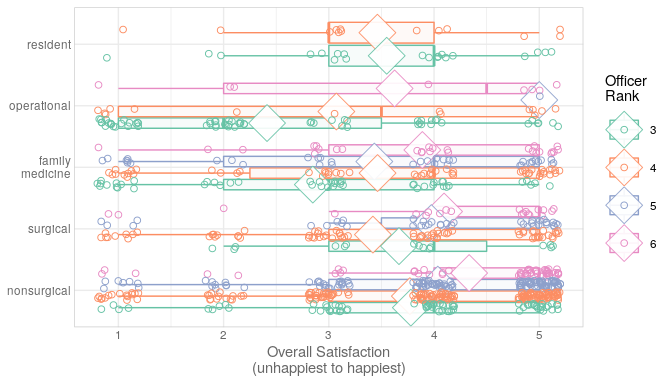 resident
operational
family
medicine
surgical
nonsurgical
1 2 3 4 5
Overall Satisfaction
(unhappiest to happiest)
Officer
Rank
3
4
5
6